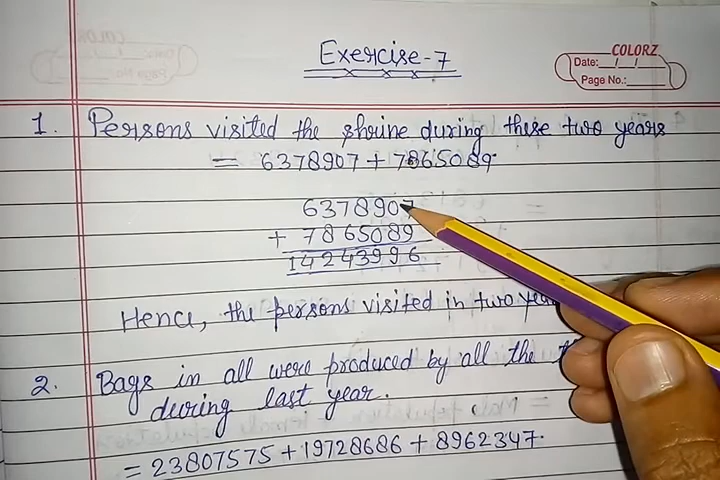 Exercise-7
COLORZ
Date: / /
Page No.:
1. Persons visited the shrine during these two years
= 6378907 + 7865089.
6378907
+ 7865089
14243996
Hence, the persons visited in two
2. Bags in all were produced by all the
during last year.
= 23807575 + 19728686 + 8962347.